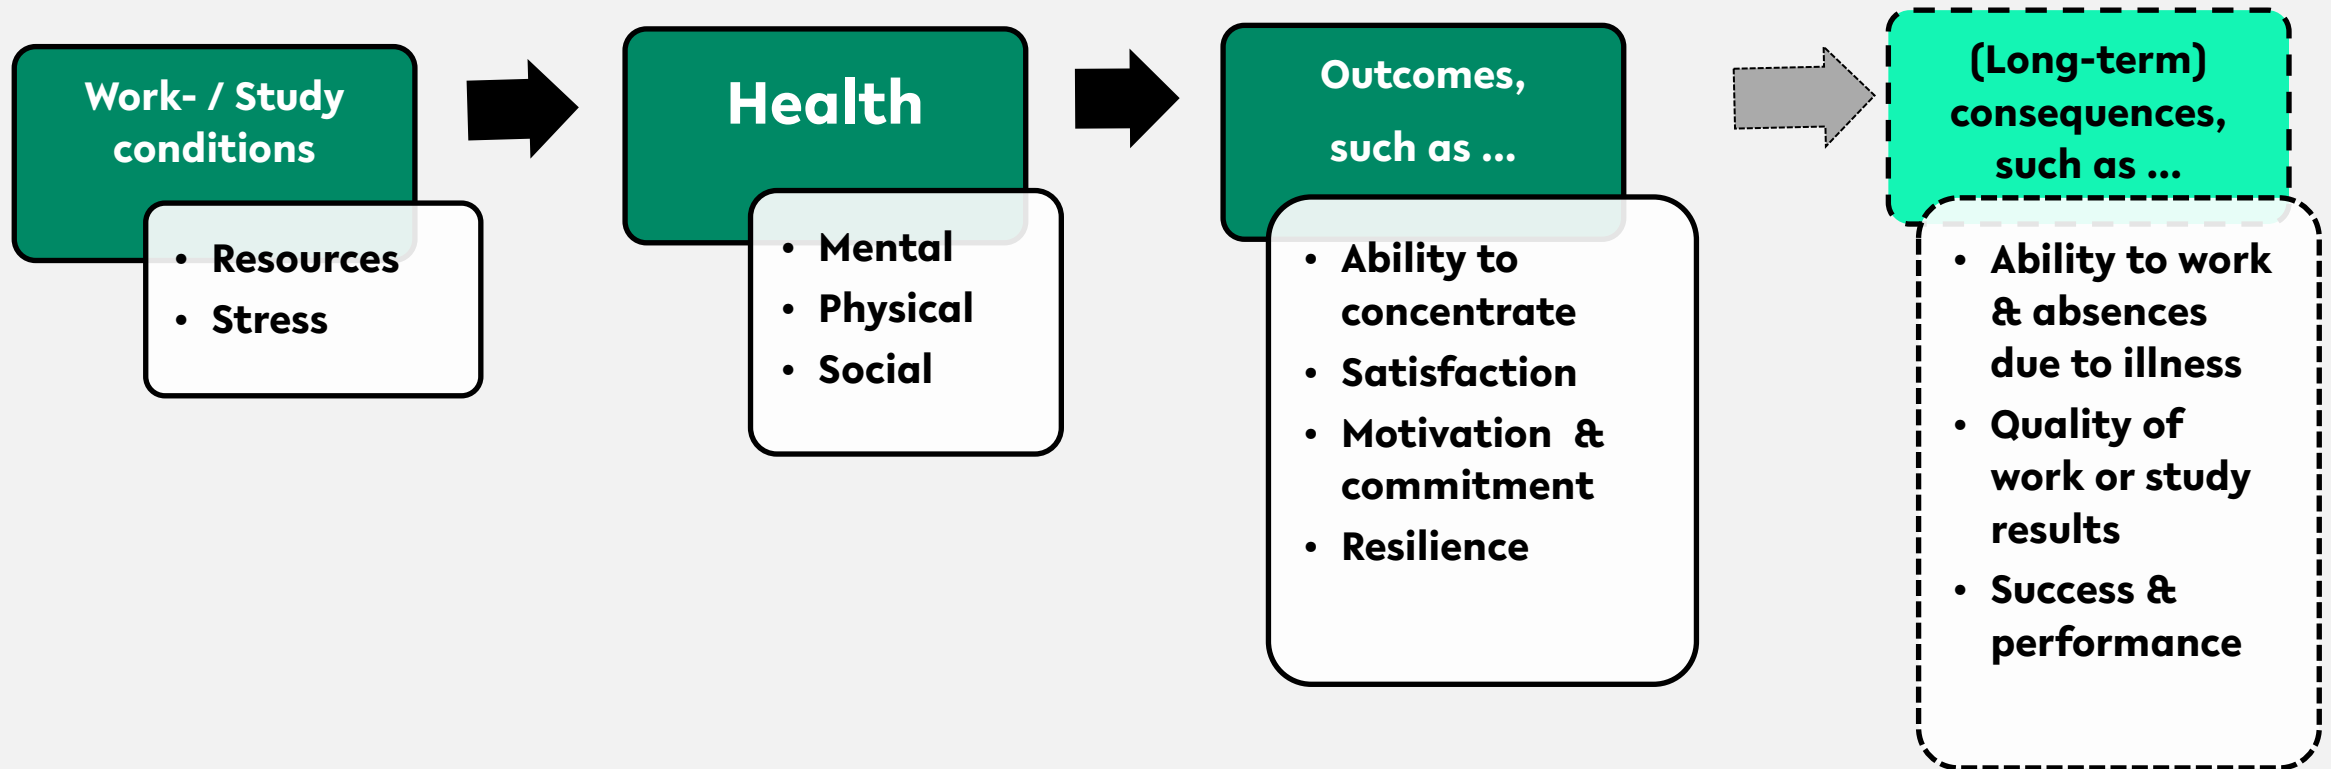 Work- / Study
conditions
• Resources
• Stress
Health
• Mental
• Physical
• Social
Outcomes,
such as ...
• Ability to
concentrate
• Satisfaction
• Motivation  &
commitment
• Resilience
(Long-term)
consequences,
such as ...
• Ability to work
& absences
due to illness
• Quality of
work or study
results
• Success &
performance